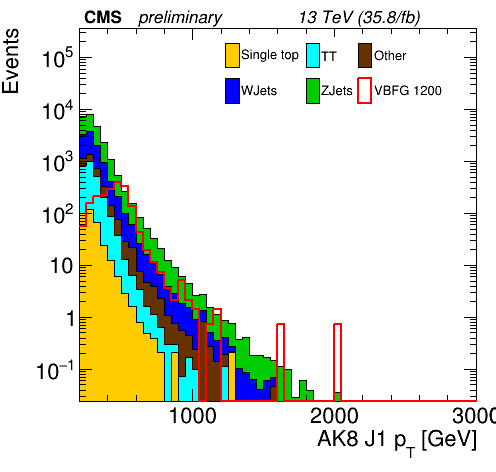 CMS preliminary 13 TeV (35.8/fb)
Events
Single top TT Other
WJets ZJets VBFG 1200
10^5
10^4
10^3
10^2
10
1
10^−1
1000 2000 3000
AK8 J1 p_T [GeV]